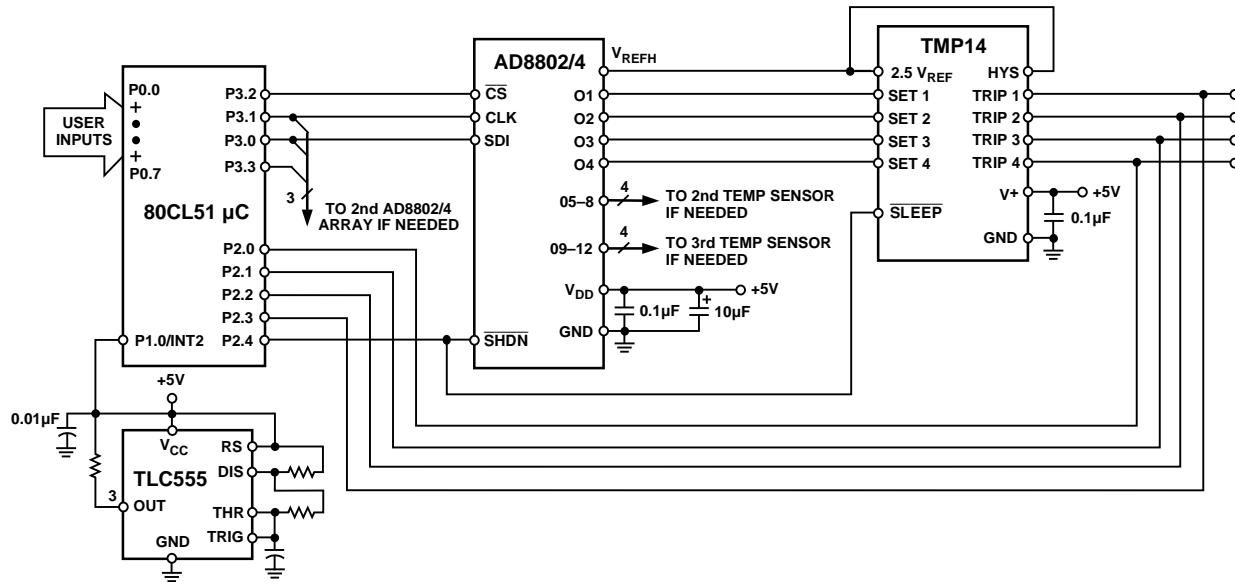 USER
INPUTS
P0.0
+
+
P0.7
P3.2
P3.1
P3.0
P3.3
3
TO 2nd AD8802/4
ARRAY IF NEEDED
80CL51 µC
P2.0
P2.1
P2.2
P2.3
P2.4
P1.0/INT2
AD8802/4
CS
CLK
SDI
SHDN
VREFH
O1
O2
O3
O4
05–8
4
TO 2nd TEMP SENSOR
IF NEEDED
09–12
4
TO 3rd TEMP SENSOR
IF NEEDED
VDD
+5V
0.1µF
+
10µF
GND
TMP14
2.5 VREF
SET 1
SET 2
SET 3
SET 4
SLEEP
HYS
TRIP 1
TRIP 2
TRIP 3
TRIP 4
V+
+5V
0.1µF
GND
+5V
0.01µF
VCC
TLC555
3
OUT
RS
DIS
THR
TRIG
GND